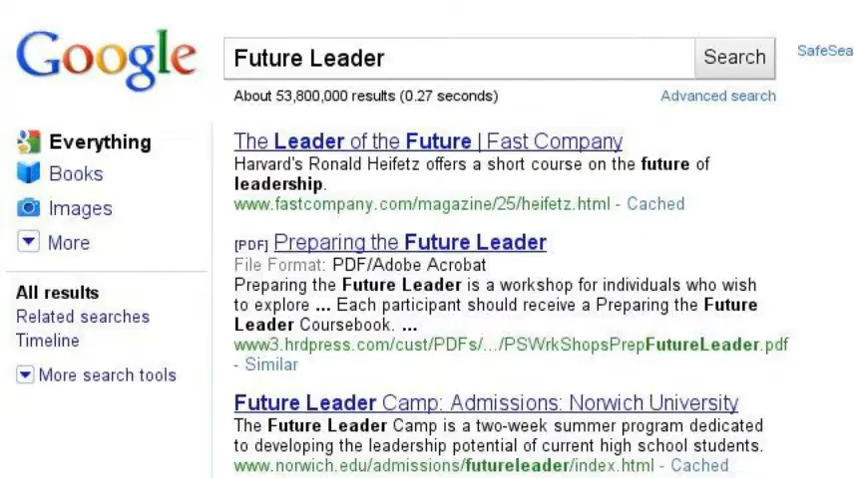 Google
Future Leader
Search
SafeSea
About 53,800,000 results (0.27 seconds)
Advanced search
Everything
Books
Images
More
All results
Related searches
Timeline
More search tools
The Leader of the Future | Fast Company
Harvard's Ronald Heifetz offers a short course on the future of
leadership.
www.fastcompany.com/magazine/25/heifetz.html - Cached
[PDF] Preparing the Future Leader
File Format: PDF/Adobe Acrobat
Preparing the Future Leader is a workshop for individuals who wish
to explore ... Each participant should receive a Preparing the Future
Leader Coursebook. ...
www3.hrdpress.com/cust/PDFs/.../PSWrkShopsPrepFutureLeader.pdf
- Similar
Future Leader Camp: Admissions: Norwich University
The Future Leader Camp is a two-week summer program dedicated
to developing the leadership potential of current high school students.
www.norwich.edu/admissions/futureleader/index.html - Cached